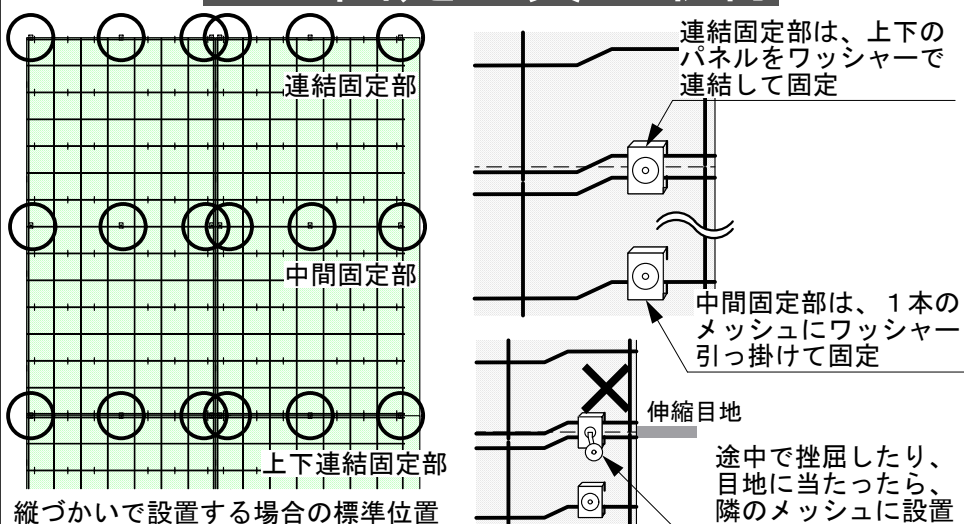 連結固定部
中間固定部
上下連結固定部
縦づかいで設置する場合の標準位置
連結固定部は、上下の
パネルをワッシャーで
連結して固定
中間固定部は、１本の
メッシュにワッシャー
引っ掛けて固定
伸縮目地
途中で挫屈したり、
目地に当たったら、
隣のメッシュに設置